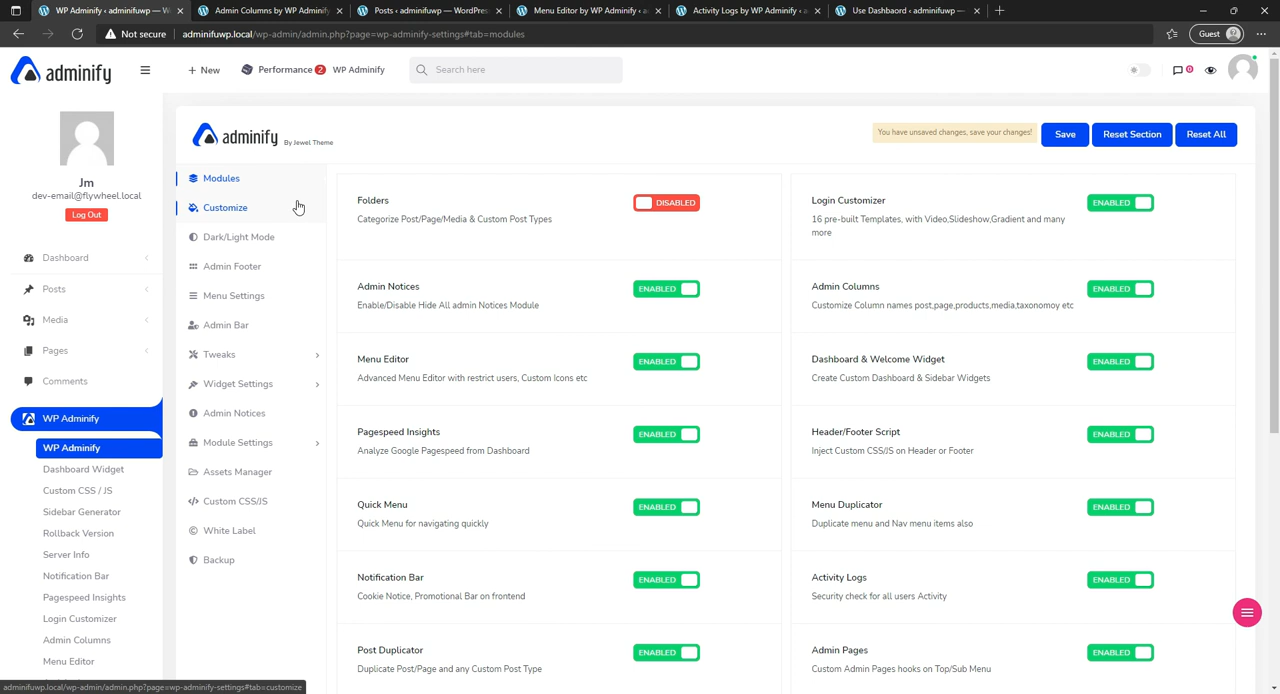 WP Adminify ‹ adminifuwp — W
Admin Columns by WP Adminify ‹
Posts ‹ adminifuwp — WordPress
Menu Editor by WP Adminify ‹ a
Activity Logs by WP Adminify ‹ a
Use Dashboard ‹ adminifuwp —
Not secure
adminifuwp.local/wp-admin/admin.php?page=wp-adminify-settings#tab=modules
Guest
adminify
+ New
Performance 2
WP Adminify
Search here
0
Jm
dev-email@flywheel.local
Log Out
Dashboard
Posts
Media
Pages
Comments
WP Adminify
WP Adminify
Dashboard Widget
Custom CSS / JS
Sidebar Generator
Rollback Version
Server Info
Notification Bar
Pagespeed Insights
Login Customizer
Admin Columns
Menu Editor
adminify By Jewel Theme
You have unsaved changes, save your changes!
Save
Reset Section
Reset All
Modules
Customize
Dark/Light Mode
Admin Footer
Menu Settings
Admin Bar
Tweaks
Widget Settings
Admin Notices
Module Settings
Assets Manager
Custom CSS/JS
White Label
Backup
Folders
Categorize Post/Page/Media & Custom Post Types
DISABLED
Login Customizer
16 pre-built Templates, with Video,Slideshow,Gradient and many
more
ENABLED
Admin Notices
Enable/Disable Hide All admin Notices Module
ENABLED
Admin Columns
Customize Column names post,page,products,media,taxonomoy etc
ENABLED
Menu Editor
Advanced Menu Editor with restrict users, Custom Icons etc
ENABLED
Dashboard & Welcome Widget
Create Custom Dashboard & Sidebar Widgets
ENABLED
Pagespeed Insights
Analyze Google Pagespeed from Dashboard
ENABLED
Header/Footer Script
Inject Custom CSS/JS on Header or Footer
ENABLED
Quick Menu
Quick Menu for navigating quickly
ENABLED
Menu Duplicator
Duplicate menu and Nav menu items also
ENABLED
Notification Bar
Cookie Notice, Promotional Bar on frontend
ENABLED
Activity Logs
Security check for all users Activity
ENABLED
Post Duplicator
Duplicate Post/Page and any Custom Post Type
ENABLED
Admin Pages
Custom Admin Pages hooks on Top/Sub Menu
ENABLED
adminifuwp.local/wp-admin/admin.php?page=wp-adminify-settings#tab=customize